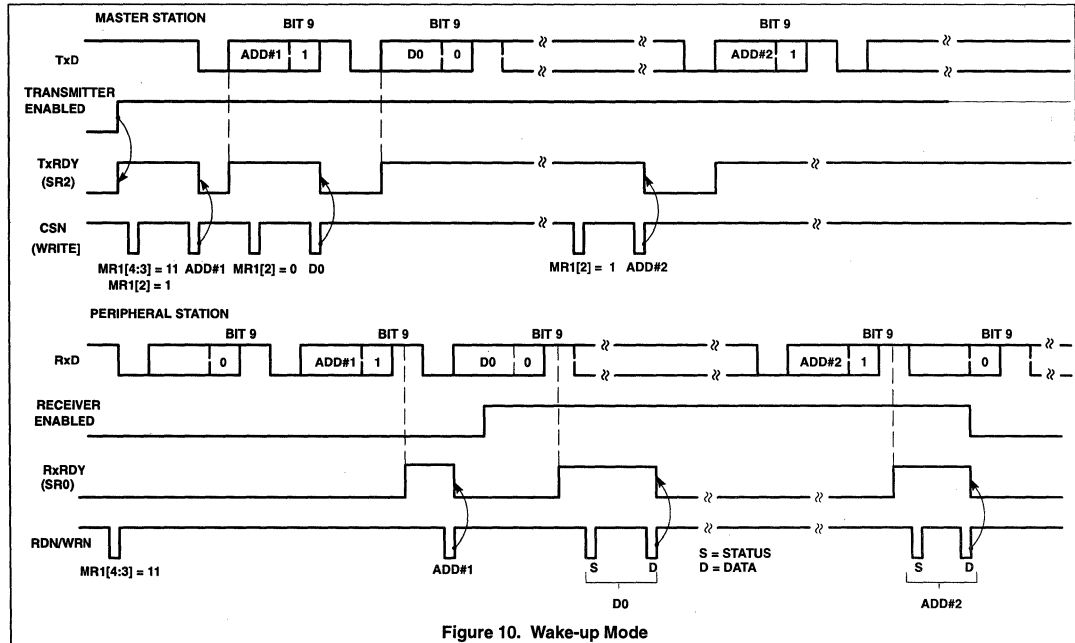 MASTER STATION
BIT 9 BIT 9 BIT 9
TxD ADD#1 1 D0 0 ADD#2 1
TRANSMITTER
ENABLED
TxRDY
(SR2)
CSN
(WRITE]
MR1[4:3] = 11 ADD#1 MR1[2] = 0 D0 MR1[2] = 1 ADD#2
MR1[2] = 1
PERIPHERAL STATION
BIT 9 BIT 9 BIT 9 BIT 9 BIT 9
RxD 0 ADD#1 1 D0 0 ADD#2 1 0
RECEIVER
ENABLED
RxRDY
(SR0)
RDN/WRN
MR1[4:3] = 11 ADD#1 S D S = STATUS S D
D = DATA
D0 ADD#2
Figure 10. Wake-up Mode